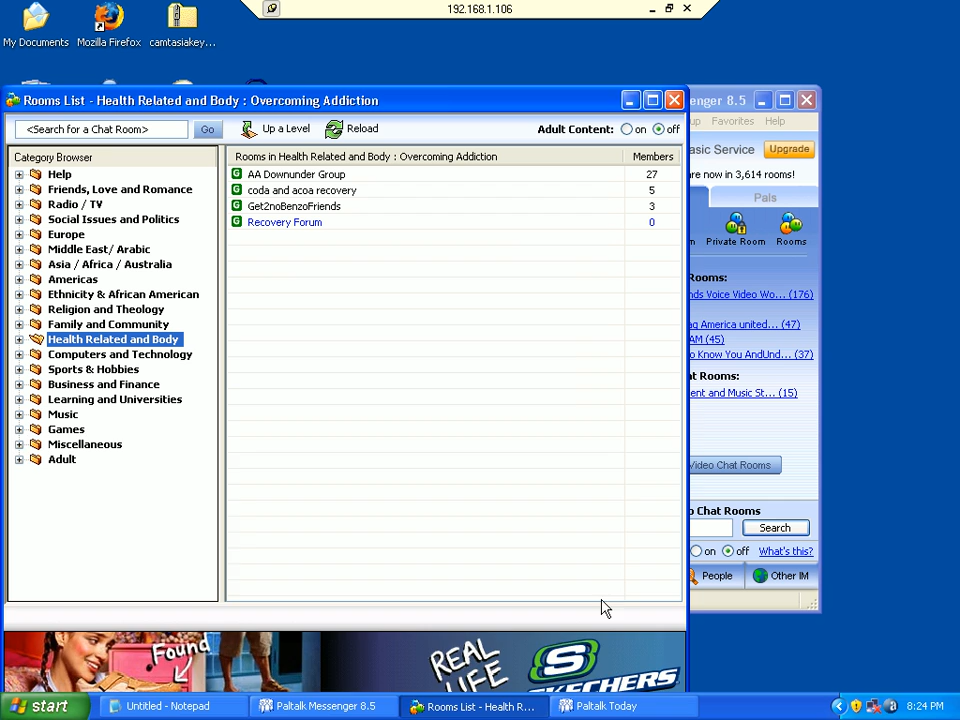 192.168.1.106
My Documents
Mozilla Firefox
camtasiakey...
Rooms List - Health Related and Body : Overcoming Addiction
enger 8.5
<Search for a Chat Room>
Go
Up a Level
Reload
Adult Content:
on
off
up
Favorites
Help
asic Service
Upgrade
re now in 3,614 rooms!
Pals
Private Room
Rooms
Category Browser
Help
Friends, Love and Romance
Radio / TV
Social Issues and Politics
Europe
Middle East/ Arabic
Asia / Africa / Australia
Americas
Ethnicity & African American
Religion and Theology
Family and Community
Health Related and Body
Computers and Technology
Sports & Hobbies
Business and Finance
Learning and Universities
Music
Games
Miscellaneous
Adult
Rooms in Health Related and Body : Overcoming Addiction
Members
AA Downunder Group
27
coda and acoa recovery
5
Get2noBenzoFriends
3
Recovery Forum
0
Rooms:
nds Voice Video Wo... (176)
q America united... (47)
AM (45)
o Know You AndUnd... (37)
t Rooms:
ent and Music St... (15)
Video Chat Rooms
o Chat Rooms
Search
on
off
What's this?
People
Other IM
Found
REAL LIFE
SKECHERS
start
Untitled - Notepad
Paltalk Messenger 8.5
Rooms List - Health R...
Paltalk Today
8:24 PM